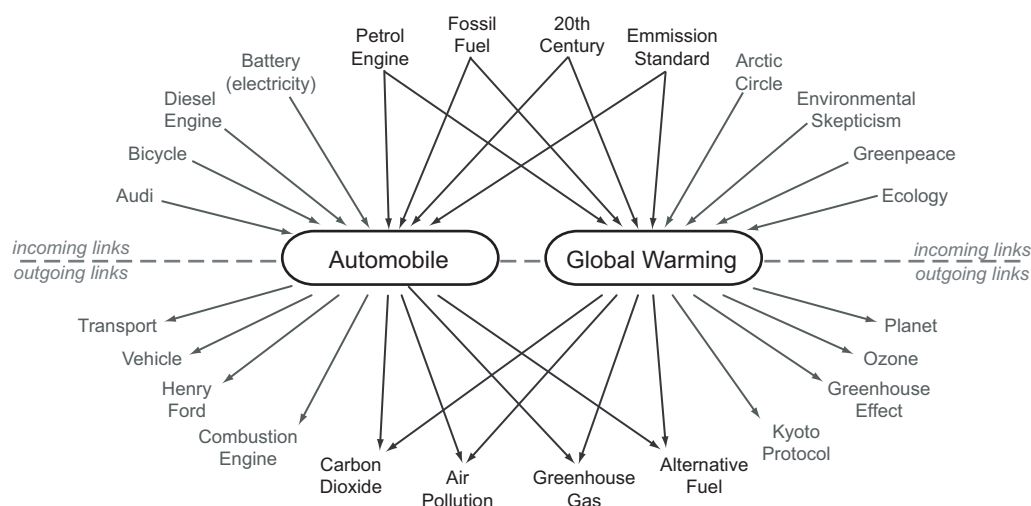 Petrol
Engine
Fossil
Fuel
20th
Century
Emmission
Standard
Battery
(electricity)
Arctic
Circle
Diesel
Engine
Environmental
Skepticism
Bicycle
Greenpeace
Audi
Ecology
incoming links
outgoing links
Automobile
Global Warming
incoming links
outgoing links
Transport
Planet
Vehicle
Ozone
Henry
Ford
Greenhouse
Effect
Combustion
Engine
Kyoto
Protocol
Carbon
Dioxide
Air
Pollution
Greenhouse
Gas
Alternative
Fuel